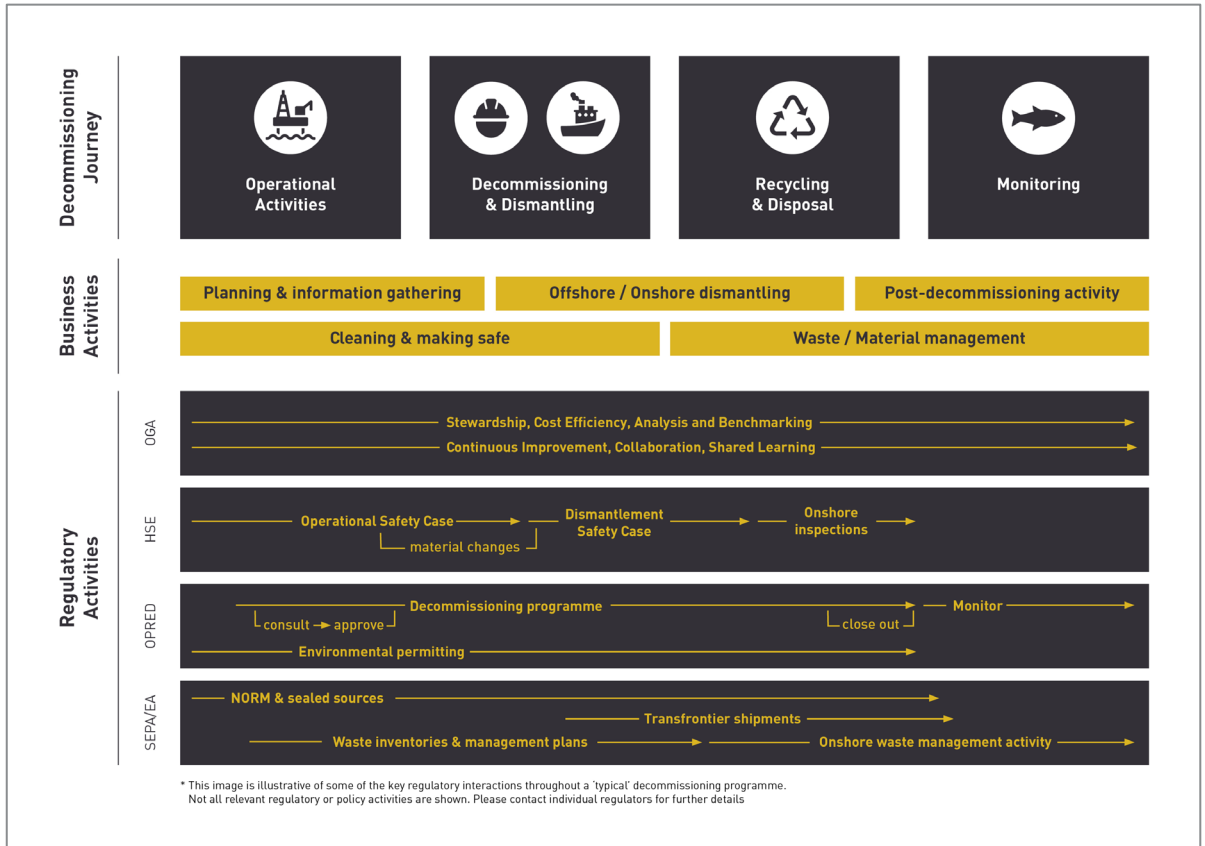 Decommissioning
Journey
Operational
Activities
Decommissioning
& Dismantling
Recycling
& Disposal
Monitoring
Business
Activities
Planning & information gathering
Offshore / Onshore dismantling
Post-decommissioning activity
Cleaning & making safe
Waste / Material management
Regulatory
Activities
OGA
Stewardship, Cost Efficiency, Analysis and Benchmarking
Continuous Improvement, Collaboration, Shared Learning
HSE
Operational Safety Case
material changes
Dismantlement
Safety Case
Onshore
inspections
OPRED
Decommissioning programme
Monitor
consult
approve
close out
Environmental permitting
SEPA/EA
NORM & sealed sources
Transfrontier shipments
Waste inventories & management plans
Onshore waste management activity
* This image is illustrative of some of the key regulatory interactions throughout a 'typical' decommissioning programme.
Not all relevant regulatory or policy activities are shown. Please contact individual regulators for further details